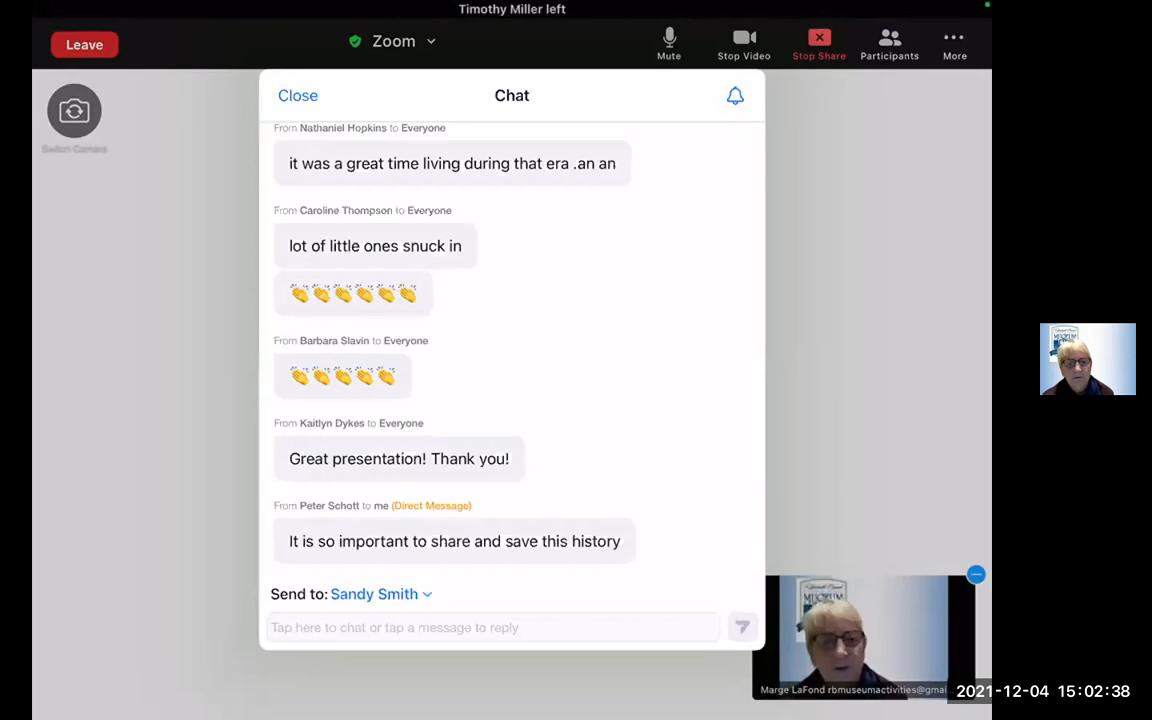 Timothy Miller left
Leave
Zoom
Mute
Stop Video
Stop Share
Participants
More
Switch Camera
Close
Chat
From Nathaniel Hopkins to Everyone
it was a great time living during that era .an an
From Caroline Thompson to Everyone
lot of little ones snuck in
👏👏👏👏👏👏
From Barbara Slavin to Everyone
👏👏👏👏👏
From Kaitlyn Dykes to Everyone
Great presentation! Thank you!
From Peter Schott to me (Direct Message)
It is so important to share and save this history
Send to: Sandy Smith
Tap here to chat or tap a message to reply
MUSEUM
Marge LaFond rbmuseumactivities@gmai
2021-12-04 15:02:38